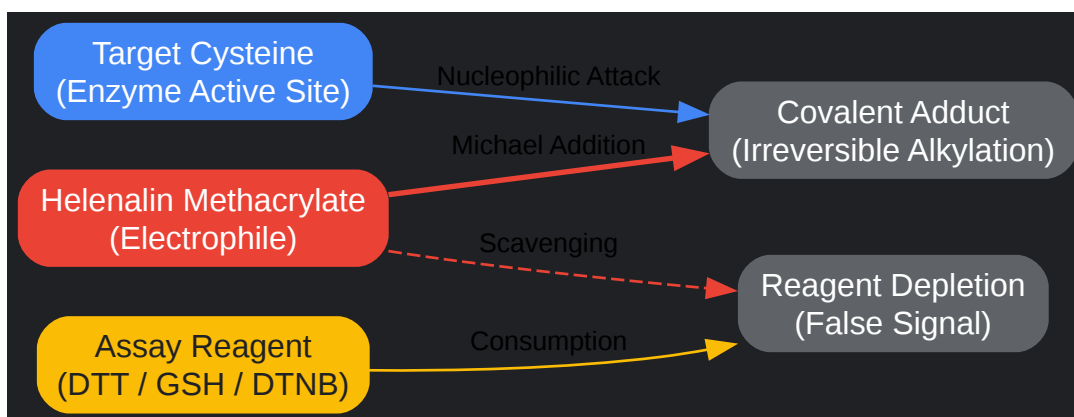 Target Cysteine
(Enzyme Active Site)
Nucleophilic Attack
Covalent Adduct
(Irreversible Alkylation)
Michael Addition
Helenalin Methacrylate
(Electrophile)
Scavenging
Reagent Depletion
(False Signal)
Assay Reagent
(DTT / GSH / DTNB)
Consumption